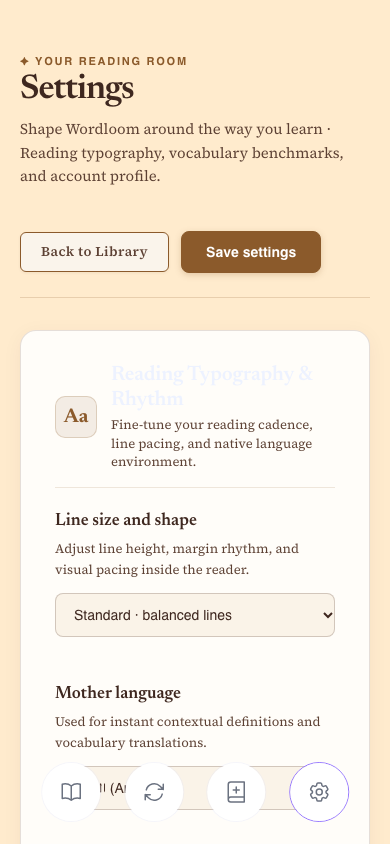 ✦ YOUR READING ROOM
Settings
Shape Wordloom around the way you learn ·
Reading typography, vocabulary benchmarks,
and account profile.
Back to Library
Save settings
Aa
Reading Typography &
Rhythm
Fine-tune your reading cadence,
line pacing, and native language
environment.
Line size and shape
Adjust line height, margin rhythm, and
visual pacing inside the reader.
Standard · balanced lines
Mother language
Used for instant contextual definitions and
vocabulary translations.